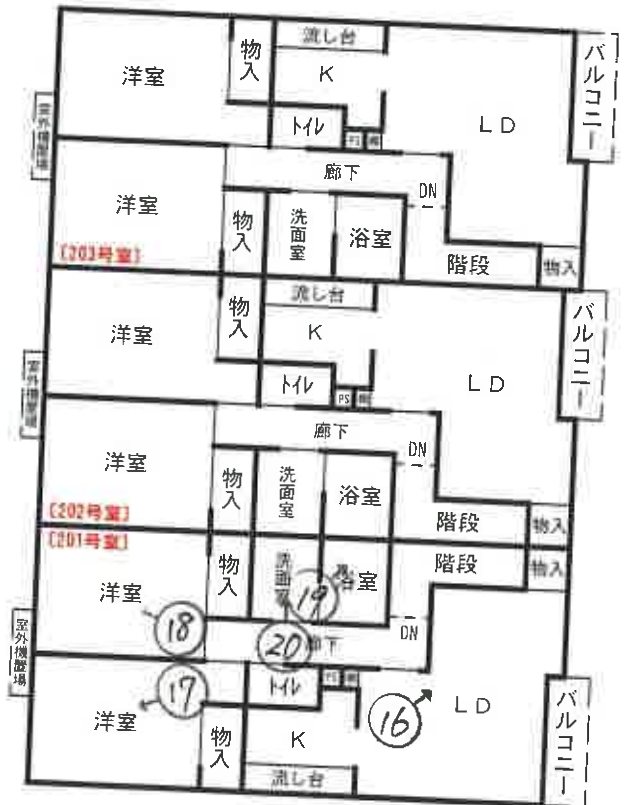 流し台
物入
バルコニー
洋室
K
LD
トイレ
PS
室外機置場
廊下
DN
洋室
物入
洗面室
浴室
[203号室]
階段
物入
流し台
物入
バルコニー
洋室
K
LD
トイレ
PS
室外機置場
廊下
DN
洋室
物入
洗面室
浴室
[202号室]
階段
物入
[201号室]
洋室
物入
洗面室
浴室
階段
物入
19
18
20
廊下
DN
室外機置場
17
トイレ
PS
16
LD
バルコニー
洋室
物入
K
流し台